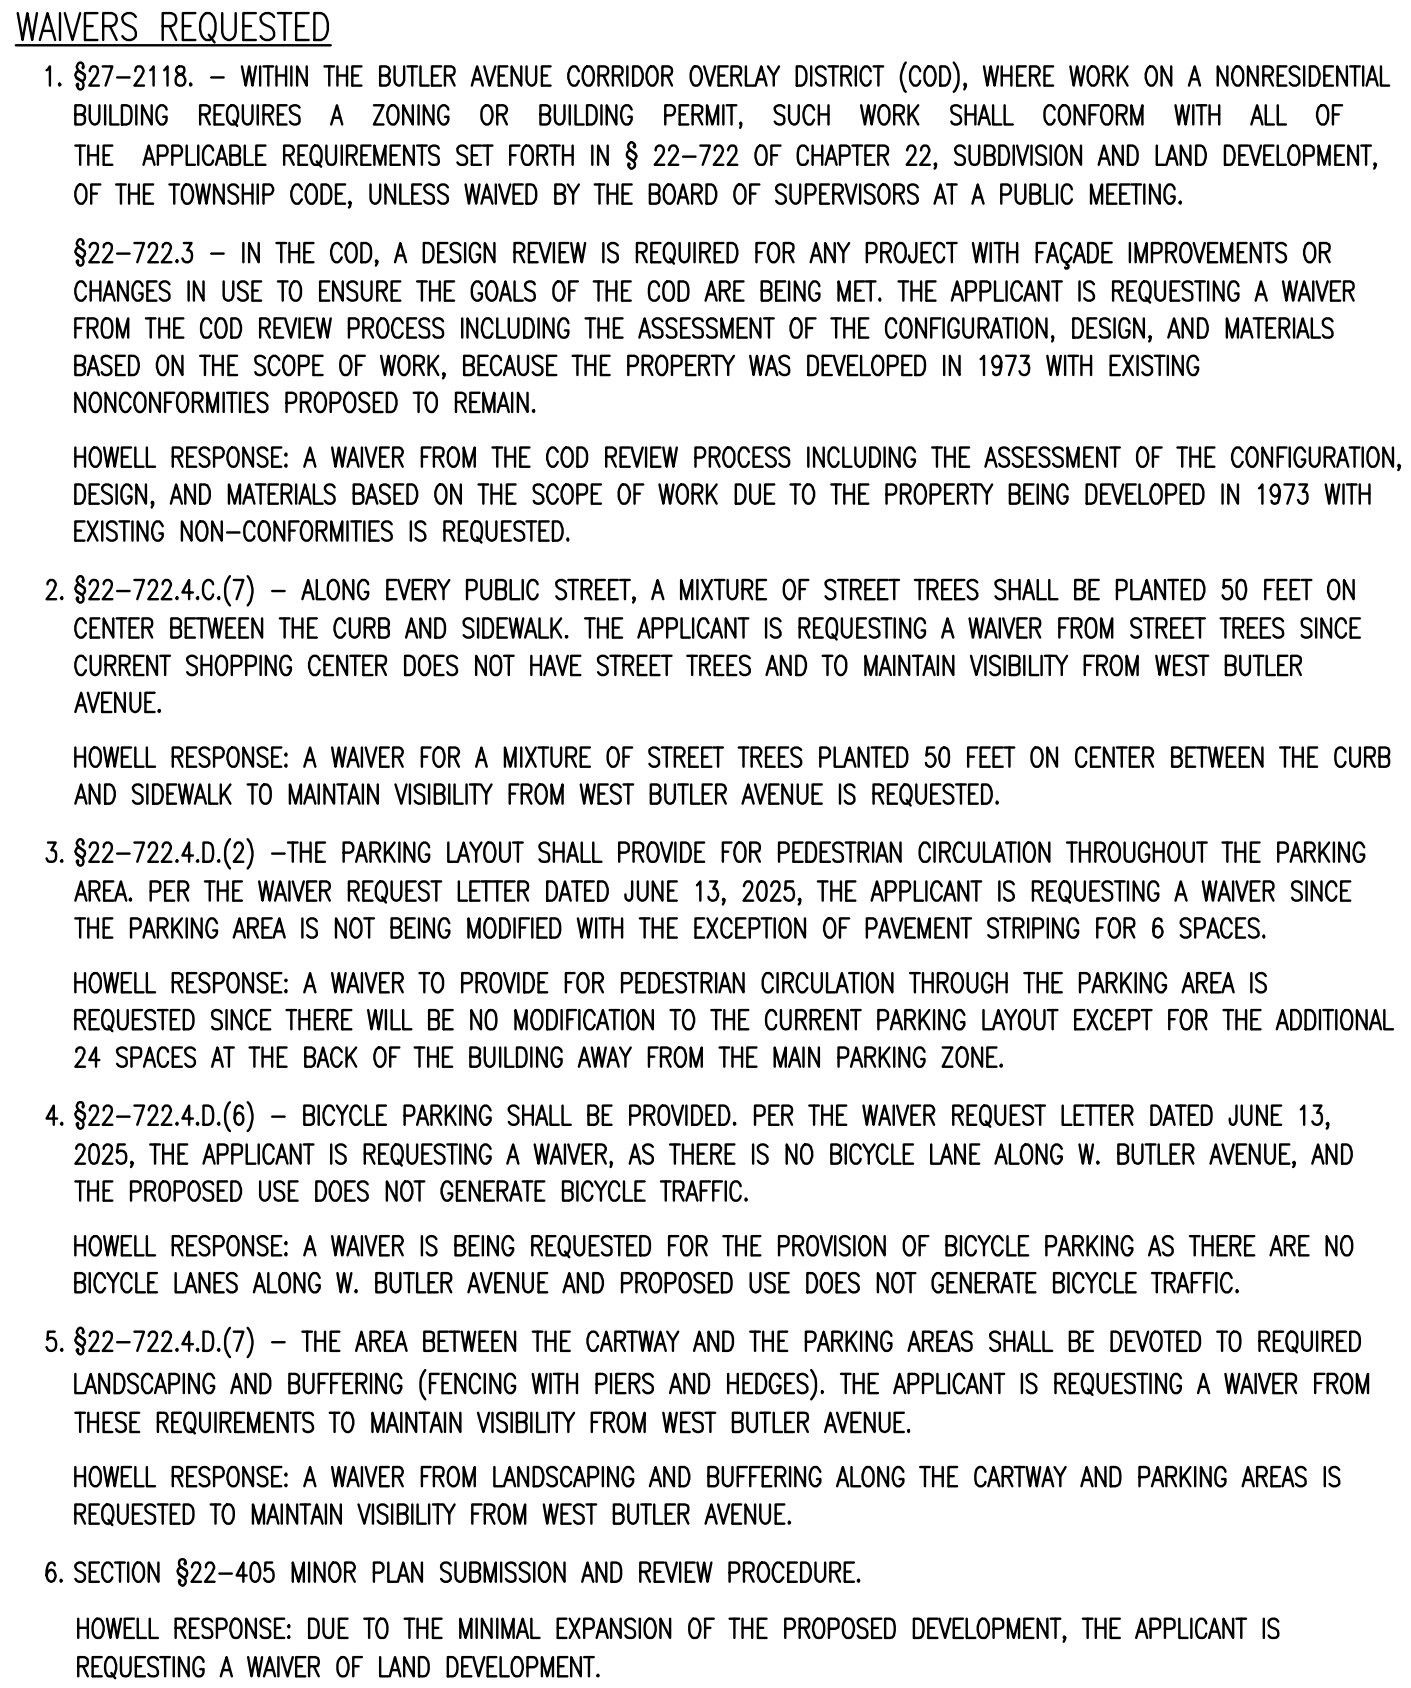 WAIVERS REQUESTED
1. §27-2118. - WITHIN THE BUTLER AVENUE CORRIDOR OVERLAY DISTRICT (COD), WHERE WORK ON A NONRESIDENTIAL
BUILDING REQUIRES A ZONING OR BUILDING PERMIT, SUCH WORK SHALL CONFORM WITH ALL OF
THE APPLICABLE REQUIREMENTS SET FORTH IN § 22-722 OF CHAPTER 22, SUBDIVISION AND LAND DEVELOPMENT,
OF THE TOWNSHIP CODE, UNLESS WAIVED BY THE BOARD OF SUPERVISORS AT A PUBLIC MEETING.
§22-722.3 - IN THE COD, A DESIGN REVIEW IS REQUIRED FOR ANY PROJECT WITH FAÇADE IMPROVEMENTS OR
CHANGES IN USE TO ENSURE THE GOALS OF THE COD ARE BEING MET. THE APPLICANT IS REQUESTING A WAIVER
FROM THE COD REVIEW PROCESS INCLUDING THE ASSESSMENT OF THE CONFIGURATION, DESIGN, AND MATERIALS
BASED ON THE SCOPE OF WORK, BECAUSE THE PROPERTY WAS DEVELOPED IN 1973 WITH EXISTING
NONCONFORMITIES PROPOSED TO REMAIN.
HOWELL RESPONSE: A WAIVER FROM THE COD REVIEW PROCESS INCLUDING THE ASSESSMENT OF THE CONFIGURATION,
DESIGN, AND MATERIALS BASED ON THE SCOPE OF WORK DUE TO THE PROPERTY BEING DEVELOPED IN 1973 WITH
EXISTING NON-CONFORMITIES IS REQUESTED.
2. §22-722.4.C.(7) - ALONG EVERY PUBLIC STREET, A MIXTURE OF STREET TREES SHALL BE PLANTED 50 FEET ON
CENTER BETWEEN THE CURB AND SIDEWALK. THE APPLICANT IS REQUESTING A WAIVER FROM STREET TREES SINCE
CURRENT SHOPPING CENTER DOES NOT HAVE STREET TREES AND TO MAINTAIN VISIBILITY FROM WEST BUTLER
AVENUE.
HOWELL RESPONSE: A WAIVER FOR A MIXTURE OF STREET TREES PLANTED 50 FEET ON CENTER BETWEEN THE CURB
AND SIDEWALK TO MAINTAIN VISIBILITY FROM WEST BUTLER AVENUE IS REQUESTED.
3. §22-722.4.D.(2) -THE PARKING LAYOUT SHALL PROVIDE FOR PEDESTRIAN CIRCULATION THROUGHOUT THE PARKING
AREA. PER THE WAIVER REQUEST LETTER DATED JUNE 13, 2025, THE APPLICANT IS REQUESTING A WAIVER SINCE
THE PARKING AREA IS NOT BEING MODIFIED WITH THE EXCEPTION OF PAVEMENT STRIPING FOR 6 SPACES.
HOWELL RESPONSE: A WAIVER TO PROVIDE FOR PEDESTRIAN CIRCULATION THROUGH THE PARKING AREA IS
REQUESTED SINCE THERE WILL BE NO MODIFICATION TO THE CURRENT PARKING LAYOUT EXCEPT FOR THE ADDITIONAL
24 SPACES AT THE BACK OF THE BUILDING AWAY FROM THE MAIN PARKING ZONE.
4. §22-722.4.D.(6) - BICYCLE PARKING SHALL BE PROVIDED. PER THE WAIVER REQUEST LETTER DATED JUNE 13,
2025, THE APPLICANT IS REQUESTING A WAIVER, AS THERE IS NO BICYCLE LANE ALONG W. BUTLER AVENUE, AND
THE PROPOSED USE DOES NOT GENERATE BICYCLE TRAFFIC.
HOWELL RESPONSE: A WAIVER IS BEING REQUESTED FOR THE PROVISION OF BICYCLE PARKING AS THERE ARE NO
BICYCLE LANES ALONG W. BUTLER AVENUE AND PROPOSED USE DOES NOT GENERATE BICYCLE TRAFFIC.
5. §22-722.4.D.(7) - THE AREA BETWEEN THE CARTWAY AND THE PARKING AREAS SHALL BE DEVOTED TO REQUIRED
LANDSCAPING AND BUFFERING (FENCING WITH PIERS AND HEDGES). THE APPLICANT IS REQUESTING A WAIVER FROM
THESE REQUIREMENTS TO MAINTAIN VISIBILITY FROM WEST BUTLER AVENUE.
HOWELL RESPONSE: A WAIVER FROM LANDSCAPING AND BUFFERING ALONG THE CARTWAY AND PARKING AREAS IS
REQUESTED TO MAINTAIN VISIBILITY FROM WEST BUTLER AVENUE.
6. SECTION §22-405 MINOR PLAN SUBMISSION AND REVIEW PROCEDURE.
HOWELL RESPONSE: DUE TO THE MINIMAL EXPANSION OF THE PROPOSED DEVELOPMENT, THE APPLICANT IS
REQUESTING A WAIVER OF LAND DEVELOPMENT.